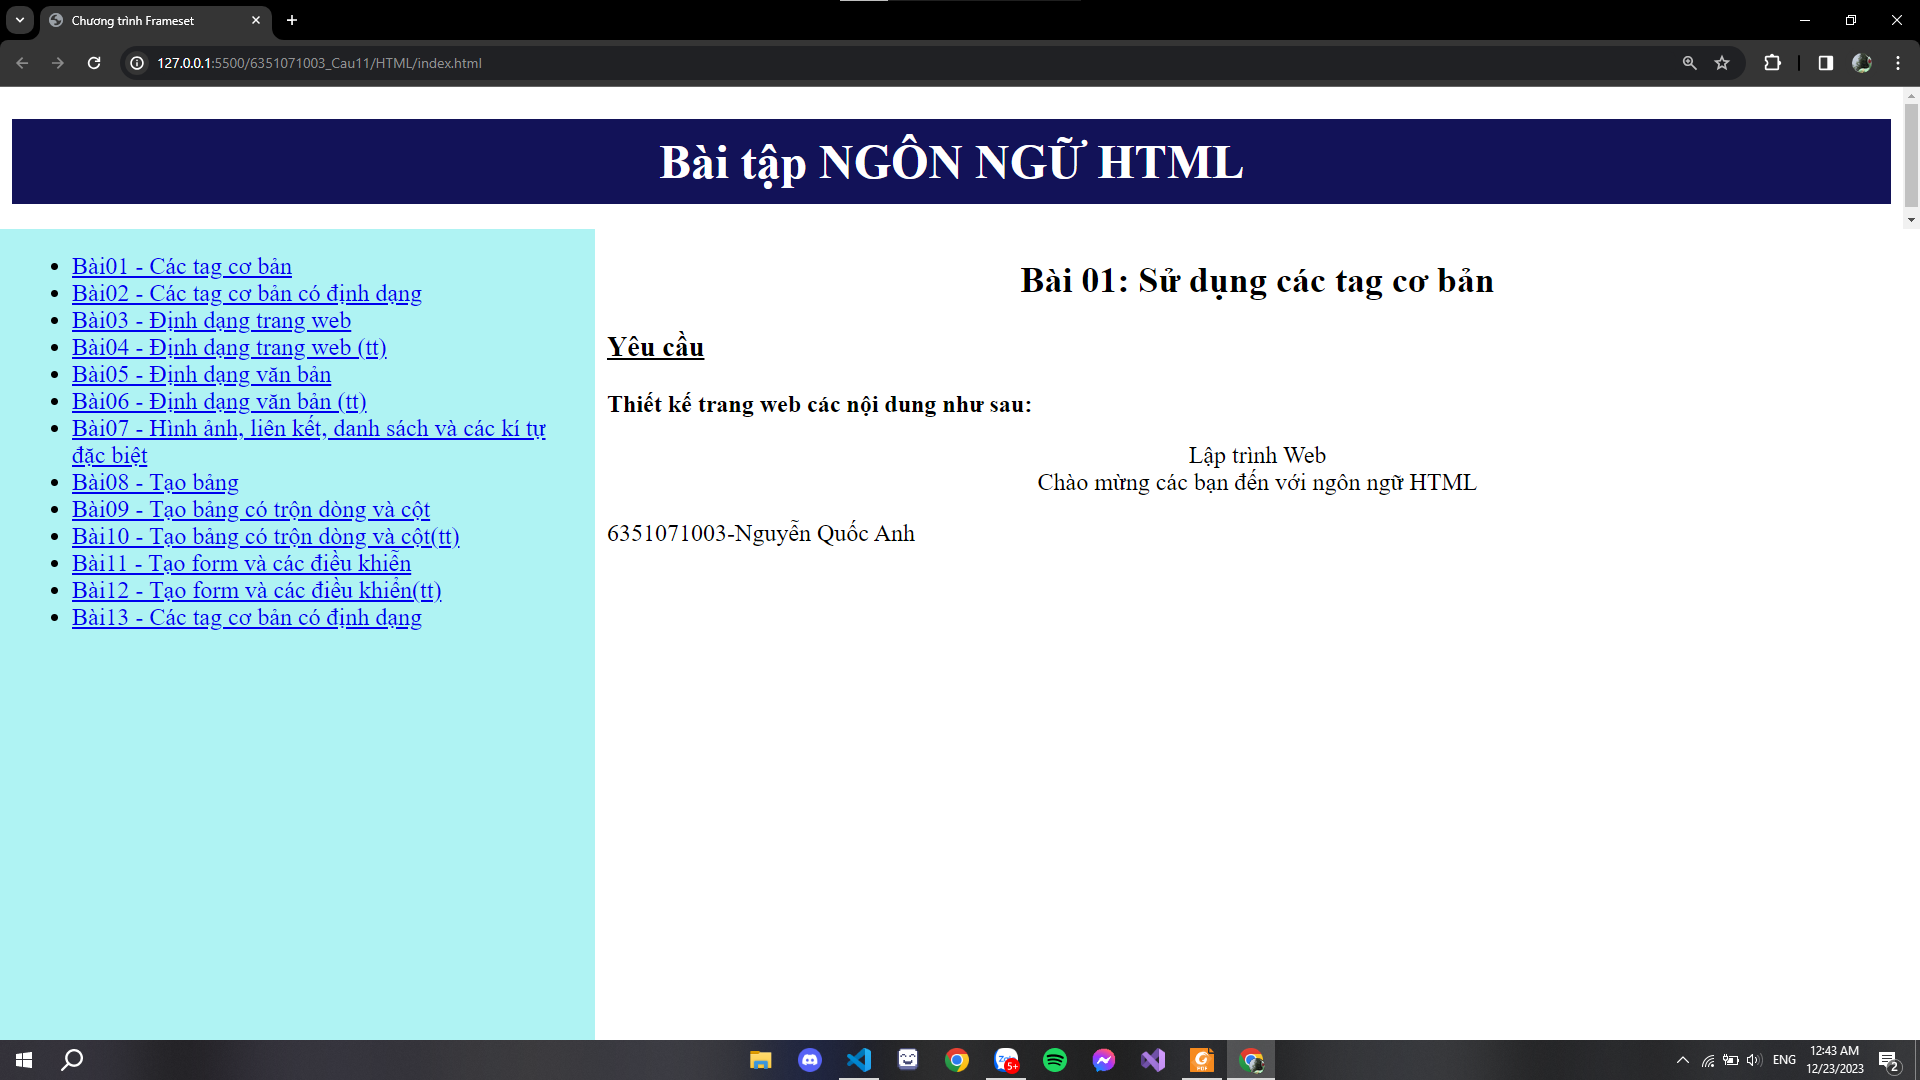 Chương trình Frameset
127.0.0.1:5500/6351071003_Cau11/HTML/index.html
Bài tập NGÔN NGỮ HTML
Bài01 - Các tag cơ bản
Bài02 - Các tag cơ bản có định dạng
Bài03 - Định dạng trang web
Bài04 - Định dạng trang web (tt)
Bài05 - Định dạng văn bản
Bài06 - Định dạng văn bản (tt)
Bài07 - Hình ảnh, liên kết, danh sách và các kí tự
đặc biệt
Bài08 - Tạo bảng
Bài09 - Tạo bảng có trộn dòng và cột
Bài10 - Tạo bảng có trộn dòng và cột(tt)
Bài11 - Tạo form và các điều khiễn
Bài12 - Tạo form và các điều khiển(tt)
Bài13 - Các tag cơ bản có định dạng
Bài 01: Sử dụng các tag cơ bản
Yêu cầu
Thiết kế trang web các nội dung như sau:
Lập trình Web
Chào mừng các bạn đến với ngôn ngữ HTML
6351071003-Nguyễn Quốc Anh
5+
ENG
12:43 AM
12/23/2023
2